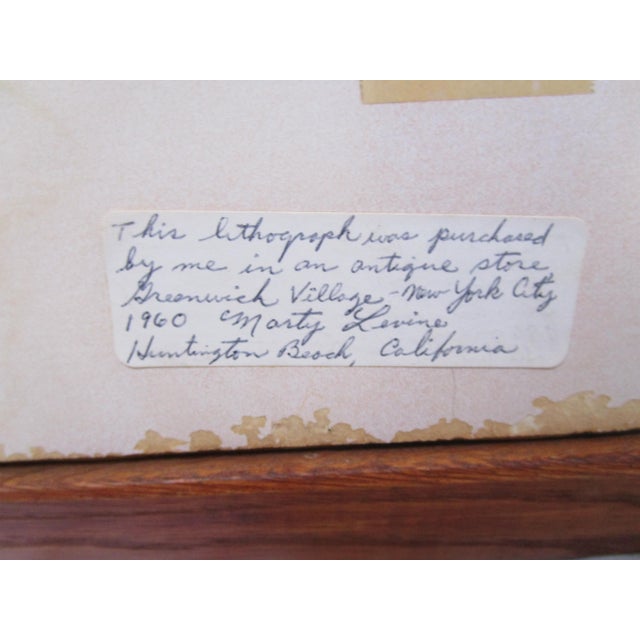 This lithograph was purchased
by me in an antique store
Greenwich Village - New York City
1960 Marty Levine
Huntington Beach, California